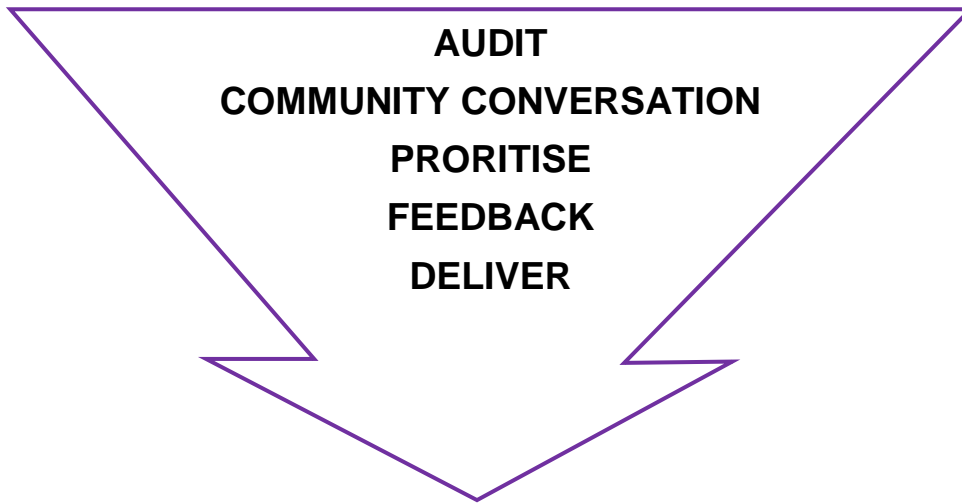 AUDIT
COMMUNITY CONVERSATION
PRORITISE
FEEDBACK
DELIVER